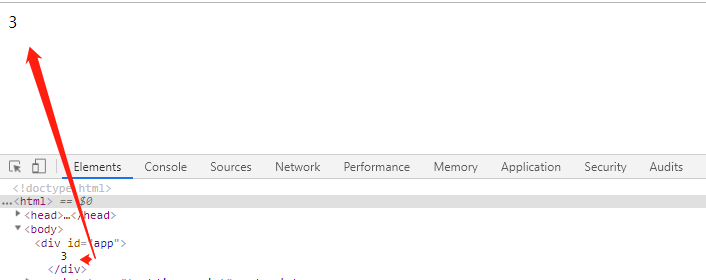 3
Elements Console Sources Network Performance Memory Application Security Audits
<!doctype html>
...<html> == $0
<head>…</head>
<body>
<div id="app">
3
</div>